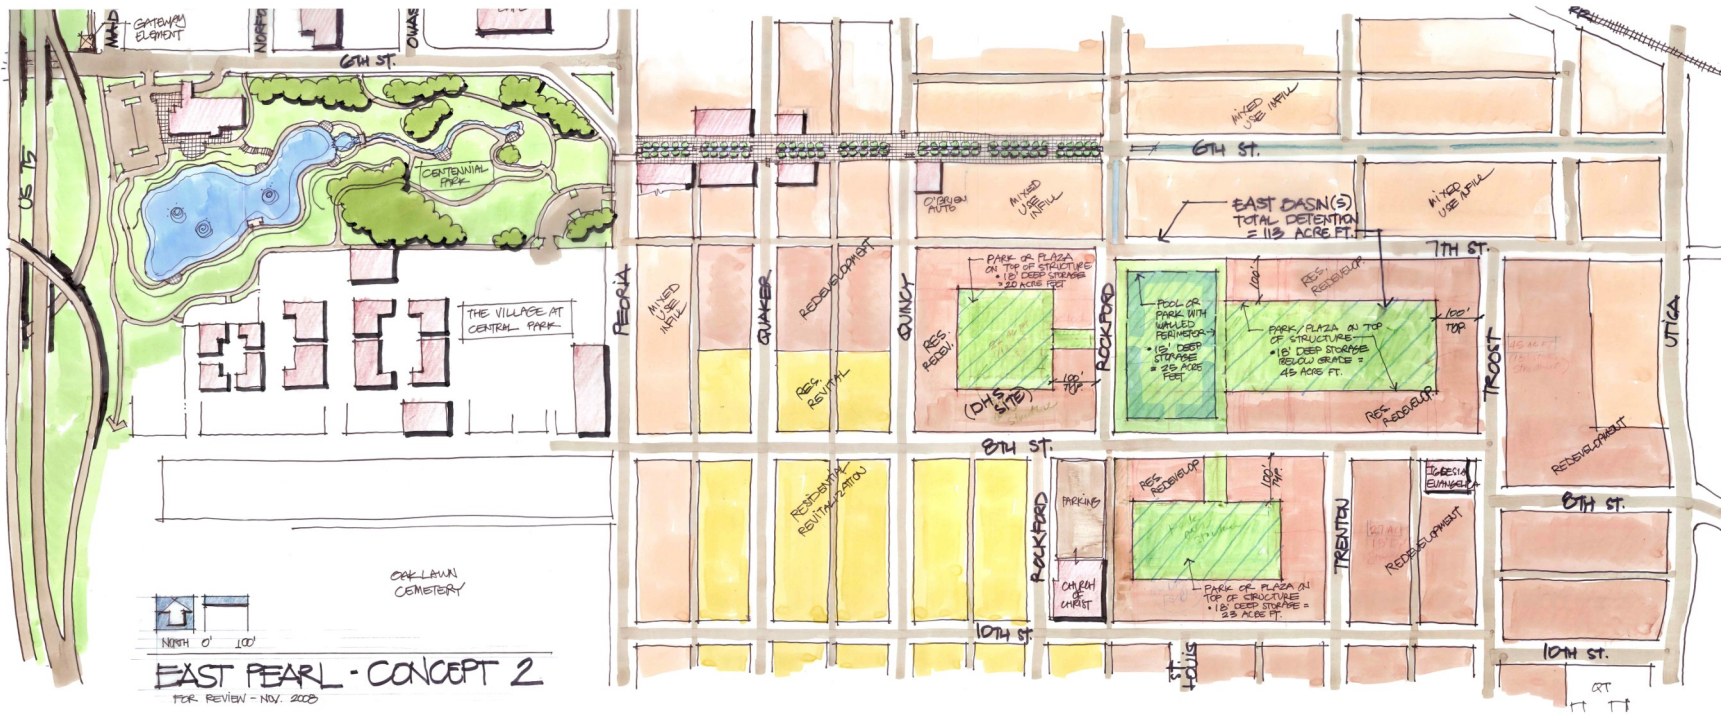 GATEWAY
ELEMENT
6TH ST.
US 75
CENTENNIAL
PARK
THE VILLAGE AT
CENTRAL PARK
OAKLAWN
CEMETERY
PEORIA
MIXED
USE
INFILL
QUAKER
REDEVELOPMENT
RES.
REVITAL
RESIDENTIAL
REVITALIZATION
QUINCY
O'BRIEN
AUTO
MIXED
USE
INFILL
PARK OR PLAZA
ON TOP OF STRUCTURE
• 18' DEEP STORAGE
= 20 ACRE FEET
RES.
REDEV.
100'
TYP.
(DHS
SITE)
ROCKFORD
MIXED
USE INFILL
6TH ST.
MIXED
USE INFILL
RR
EAST BASIN(S)
TOTAL DETENTION
= 113 ACRE FT.
7TH ST.
POOL OR
PARK WITH
WALLED
PERIMETER
• 18' DEEP
STORAGE
= 25 ACRE
FEET
100'
RES.
REDEVELOP.
PARK/PLAZA ON TOP
OF STRUCTURE
• 18' DEEP STORAGE
BELOW GRADE =
45 ACRE FT.
100'
TYP.
RES.
REDEVELOP.
TROOST
UTICA
REDEVELOPMENT
8TH ST.
ROCKFORD
PARKING
CHURCH
OF
CHRIST
RES.
REDEVELOP
100'
TYP.
PARK OR PLAZA ON
TOP OF STRUCTURE
• 18' DEEP STORAGE =
23 ACRE FT.
TRENTON
IGLESIA
EVANGELICA
REDEVELOPMENT
8TH ST.
10TH ST.
ST
LOUIS
10TH ST.
QT
NORTH 0' 100'
EAST PEARL - CONCEPT 2
FOR REVIEW - NOV. 2008